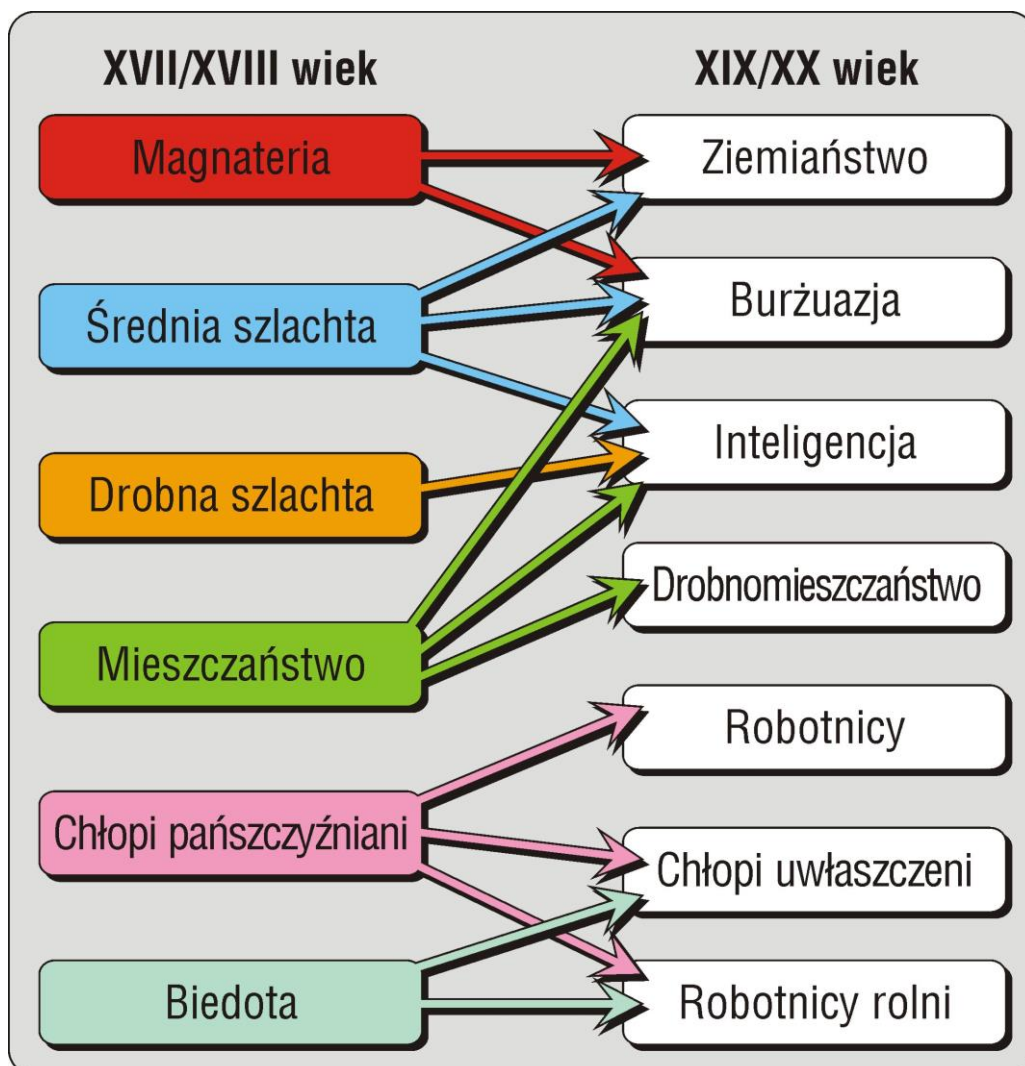 XVII/XVIII wiek
XIX/XX wiek
Magnateria
Ziemiaństwo
Średnia szlachta
Burżuazja
Drobna szlachta
Inteligencja
Mieszczaństwo
Drobnomieszczaństwo
Robotnicy
Chłopi pańszczyźniani
Chłopi uwłaszczeni
Biedota
Robotnicy rolni